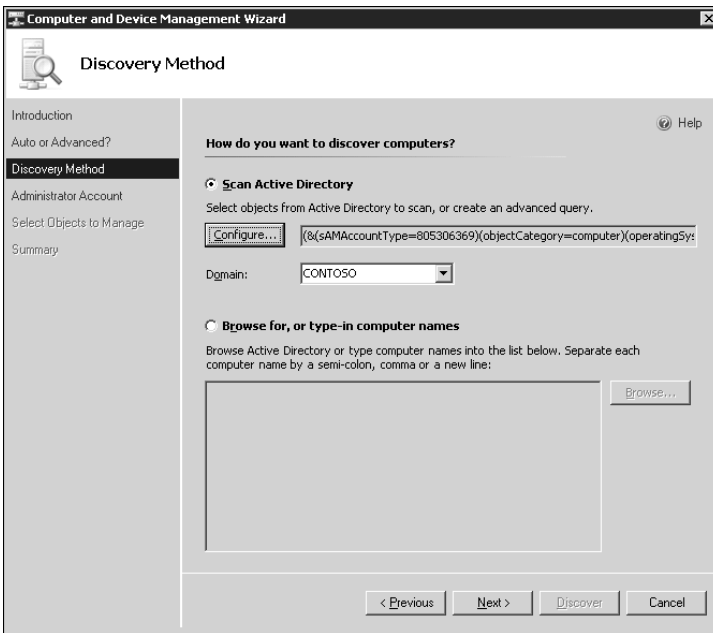 Computer and Device Management Wizard
Discovery Method
Introduction
Auto or Advanced?
Discovery Method
Administrator Account
Select Objects to Manage
Summary
Help
How do you want to discover computers?
Scan Active Directory
Select objects from Active Directory to scan, or create an advanced query.
Configure... (&(sAMAccountType=805306369)(objectCategory=computer)(operatingSys
Domain: CONTOSO
Browse for, or type-in computer names
Browse Active Directory or type computer names into the list below. Separate each
computer name by a semi-colon, comma or a new line:
Browse...
< Previous Next > Discover Cancel